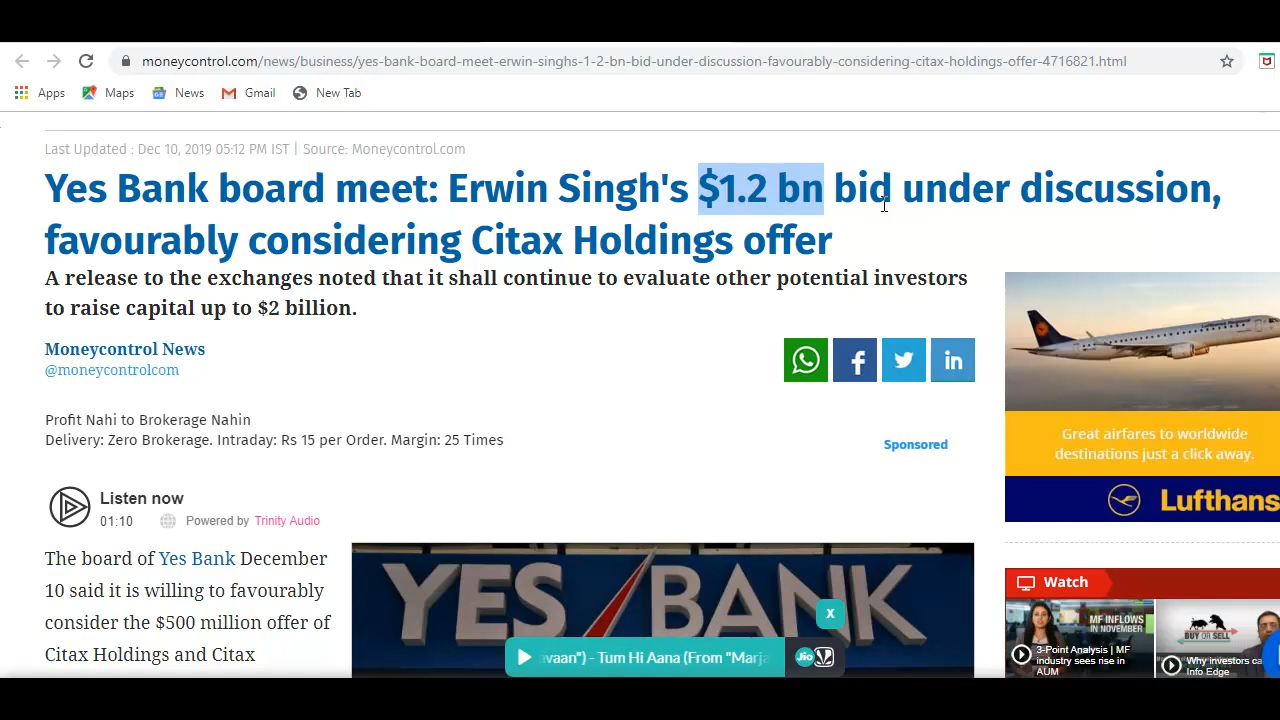 moneycontrol.com/news/business/yes-bank-board-meet-erwin-singhs-1-2-bn-bid-under-discussion-favourably-considering-citax-holdings-offer-4716821.html
Apps Maps News Gmail New Tab
Last Updated : Dec 10, 2019 05:12 PM IST | Source: Moneycontrol.com
Yes Bank board meet: Erwin Singh's $1.2 bn bid under discussion,
favourably considering Citax Holdings offer
A release to the exchanges noted that it shall continue to evaluate other potential investors
to raise capital up to $2 billion.
Moneycontrol News
@moneycontrolcom
Profit Nahi to Brokerage Nahin
Delivery: Zero Brokerage. Intraday: Rs 15 per Order. Margin: 25 Times
Sponsored
Great airfares to worldwide
destinations just a click away.
Lufthans
Listen now
01:10 Powered by Trinity Audio
The board of Yes Bank December
10 said it is willing to favourably
consider the $500 million offer of
Citax Holdings and Citax
YES BANK
x
avaan") - Tum Hi Aana (From "Marja
Jio
Watch
MF INFLOWS
IN NOVEMBER
3-Point Analysis | MF
industry sees rise in
AUM
BUY OR SELL
Why investors ca
Info Edge